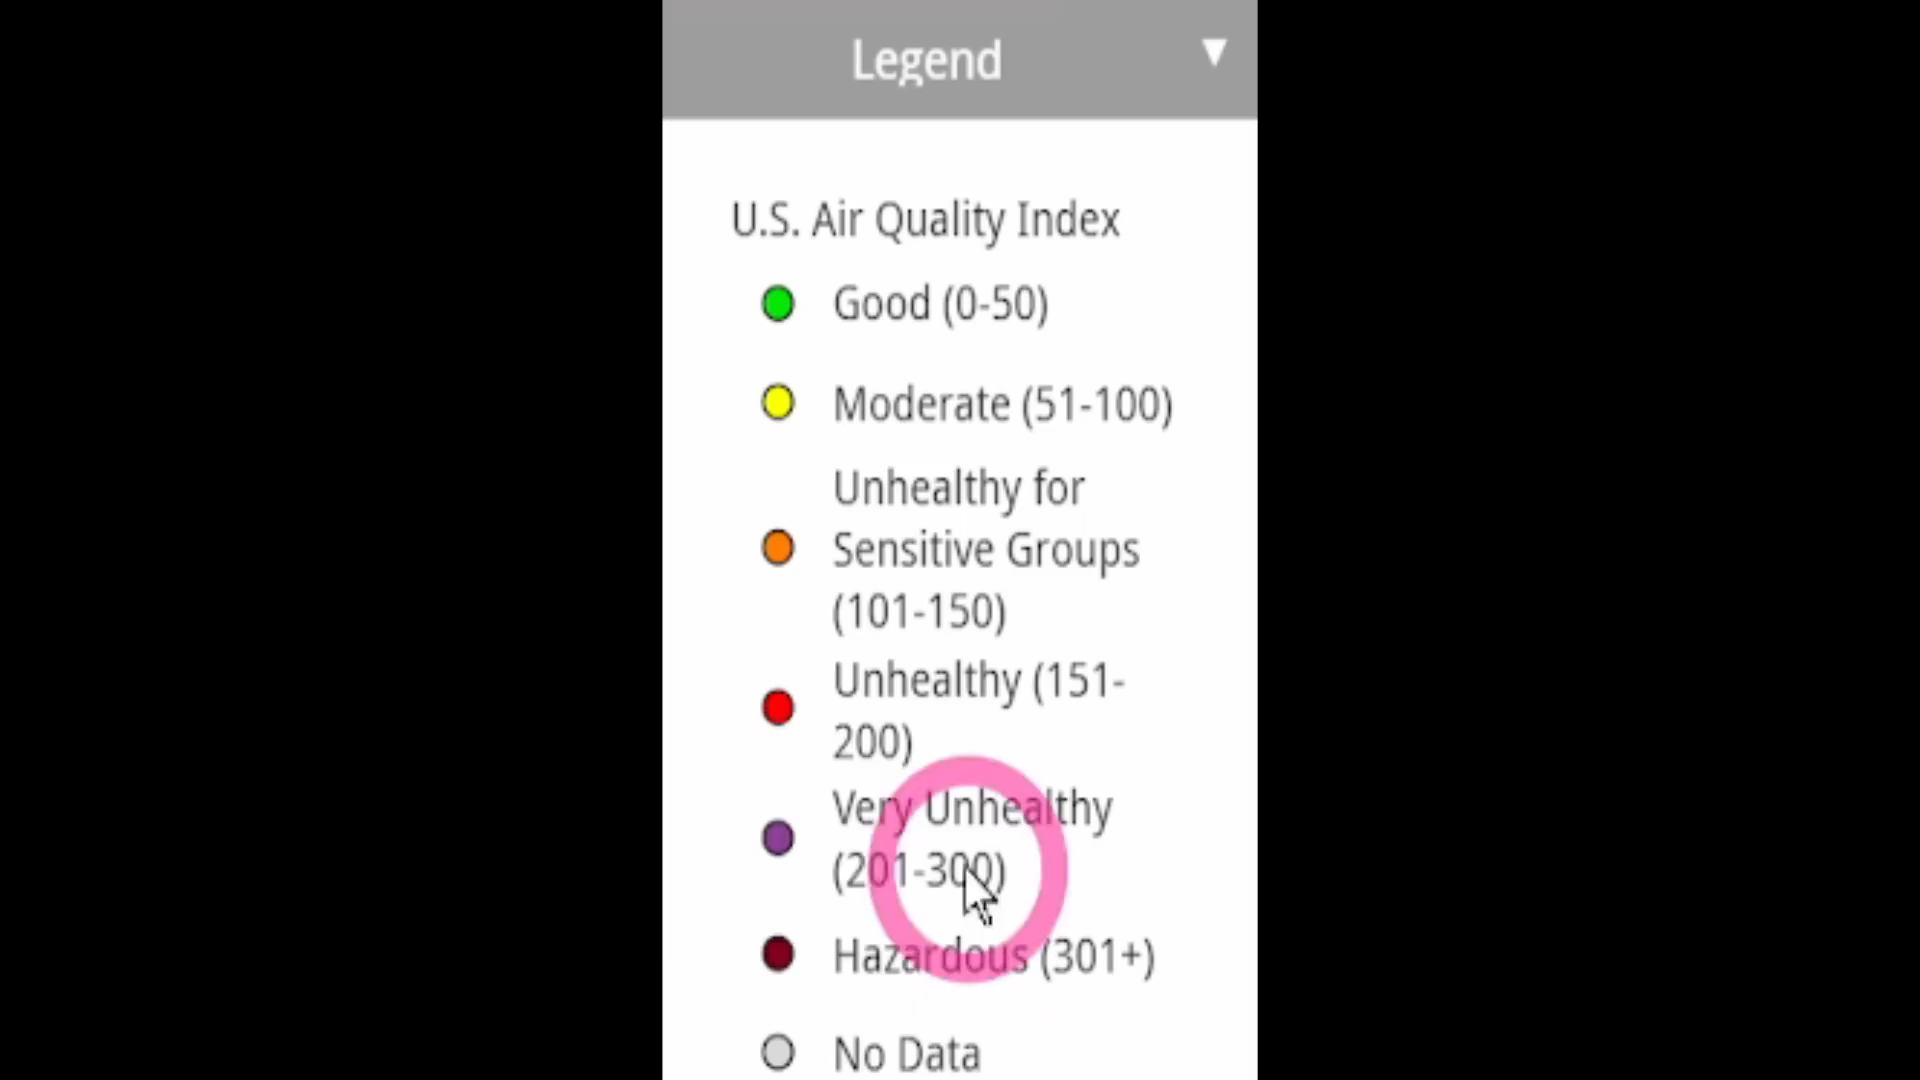 Legend
U.S. Air Quality Index
Good (0-50)
Moderate (51-100)
Unhealthy for
Sensitive Groups
(101-150)
Unhealthy (151-
200)
Very Unhealthy
(201-300)
Hazardous (301+)
No Data